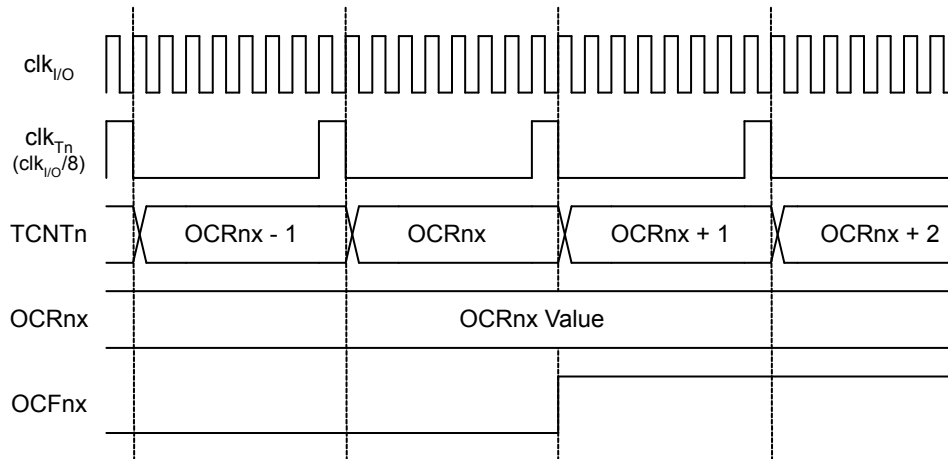 clkI/O
clkTn
(clkI/O/8)
TCNTn
OCRnx - 1
OCRnx
OCRnx + 1
OCRnx + 2
OCRnx
OCRnx Value
OCFnx